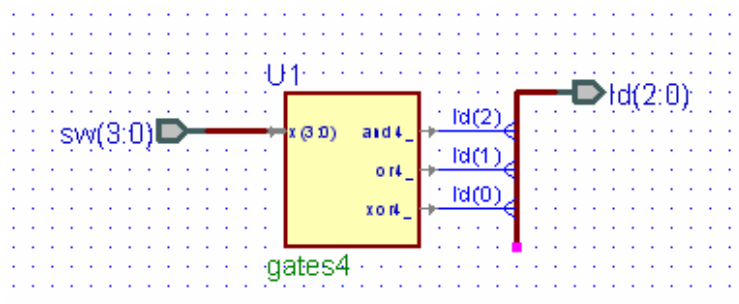 U1
sw(3:0)
x(3:0)
and4_
or4_
xor4_
ld(2)
ld(1)
ld(0)
ld(2:0)
gates4